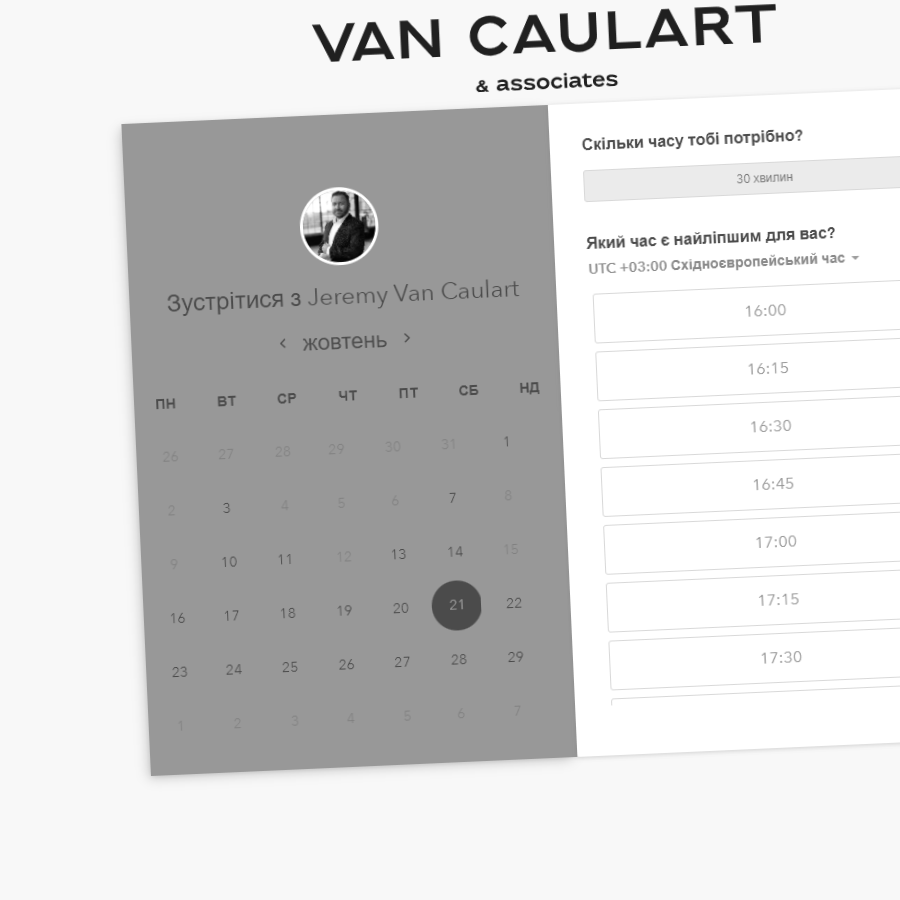 VAN CAULART
& associates
Зустрітися з Jeremy Van Caulart
жовтень
ПН ВТ СР ЧТ ПТ СБ НД
26 27 28 29 30 31 1
2 3 4 5 6 7 8
9 10 11 12 13 14 15
16 17 18 19 20 21 22
23 24 25 26 27 28 29
1 2 3 4 5 6 7
Скільки часу тобі потрібно?
30 хвилин
Який час є найліпшим для вас?
UTC +03:00 Східноєвропейський час
16:00
16:15
16:30
16:45
17:00
17:15
17:30